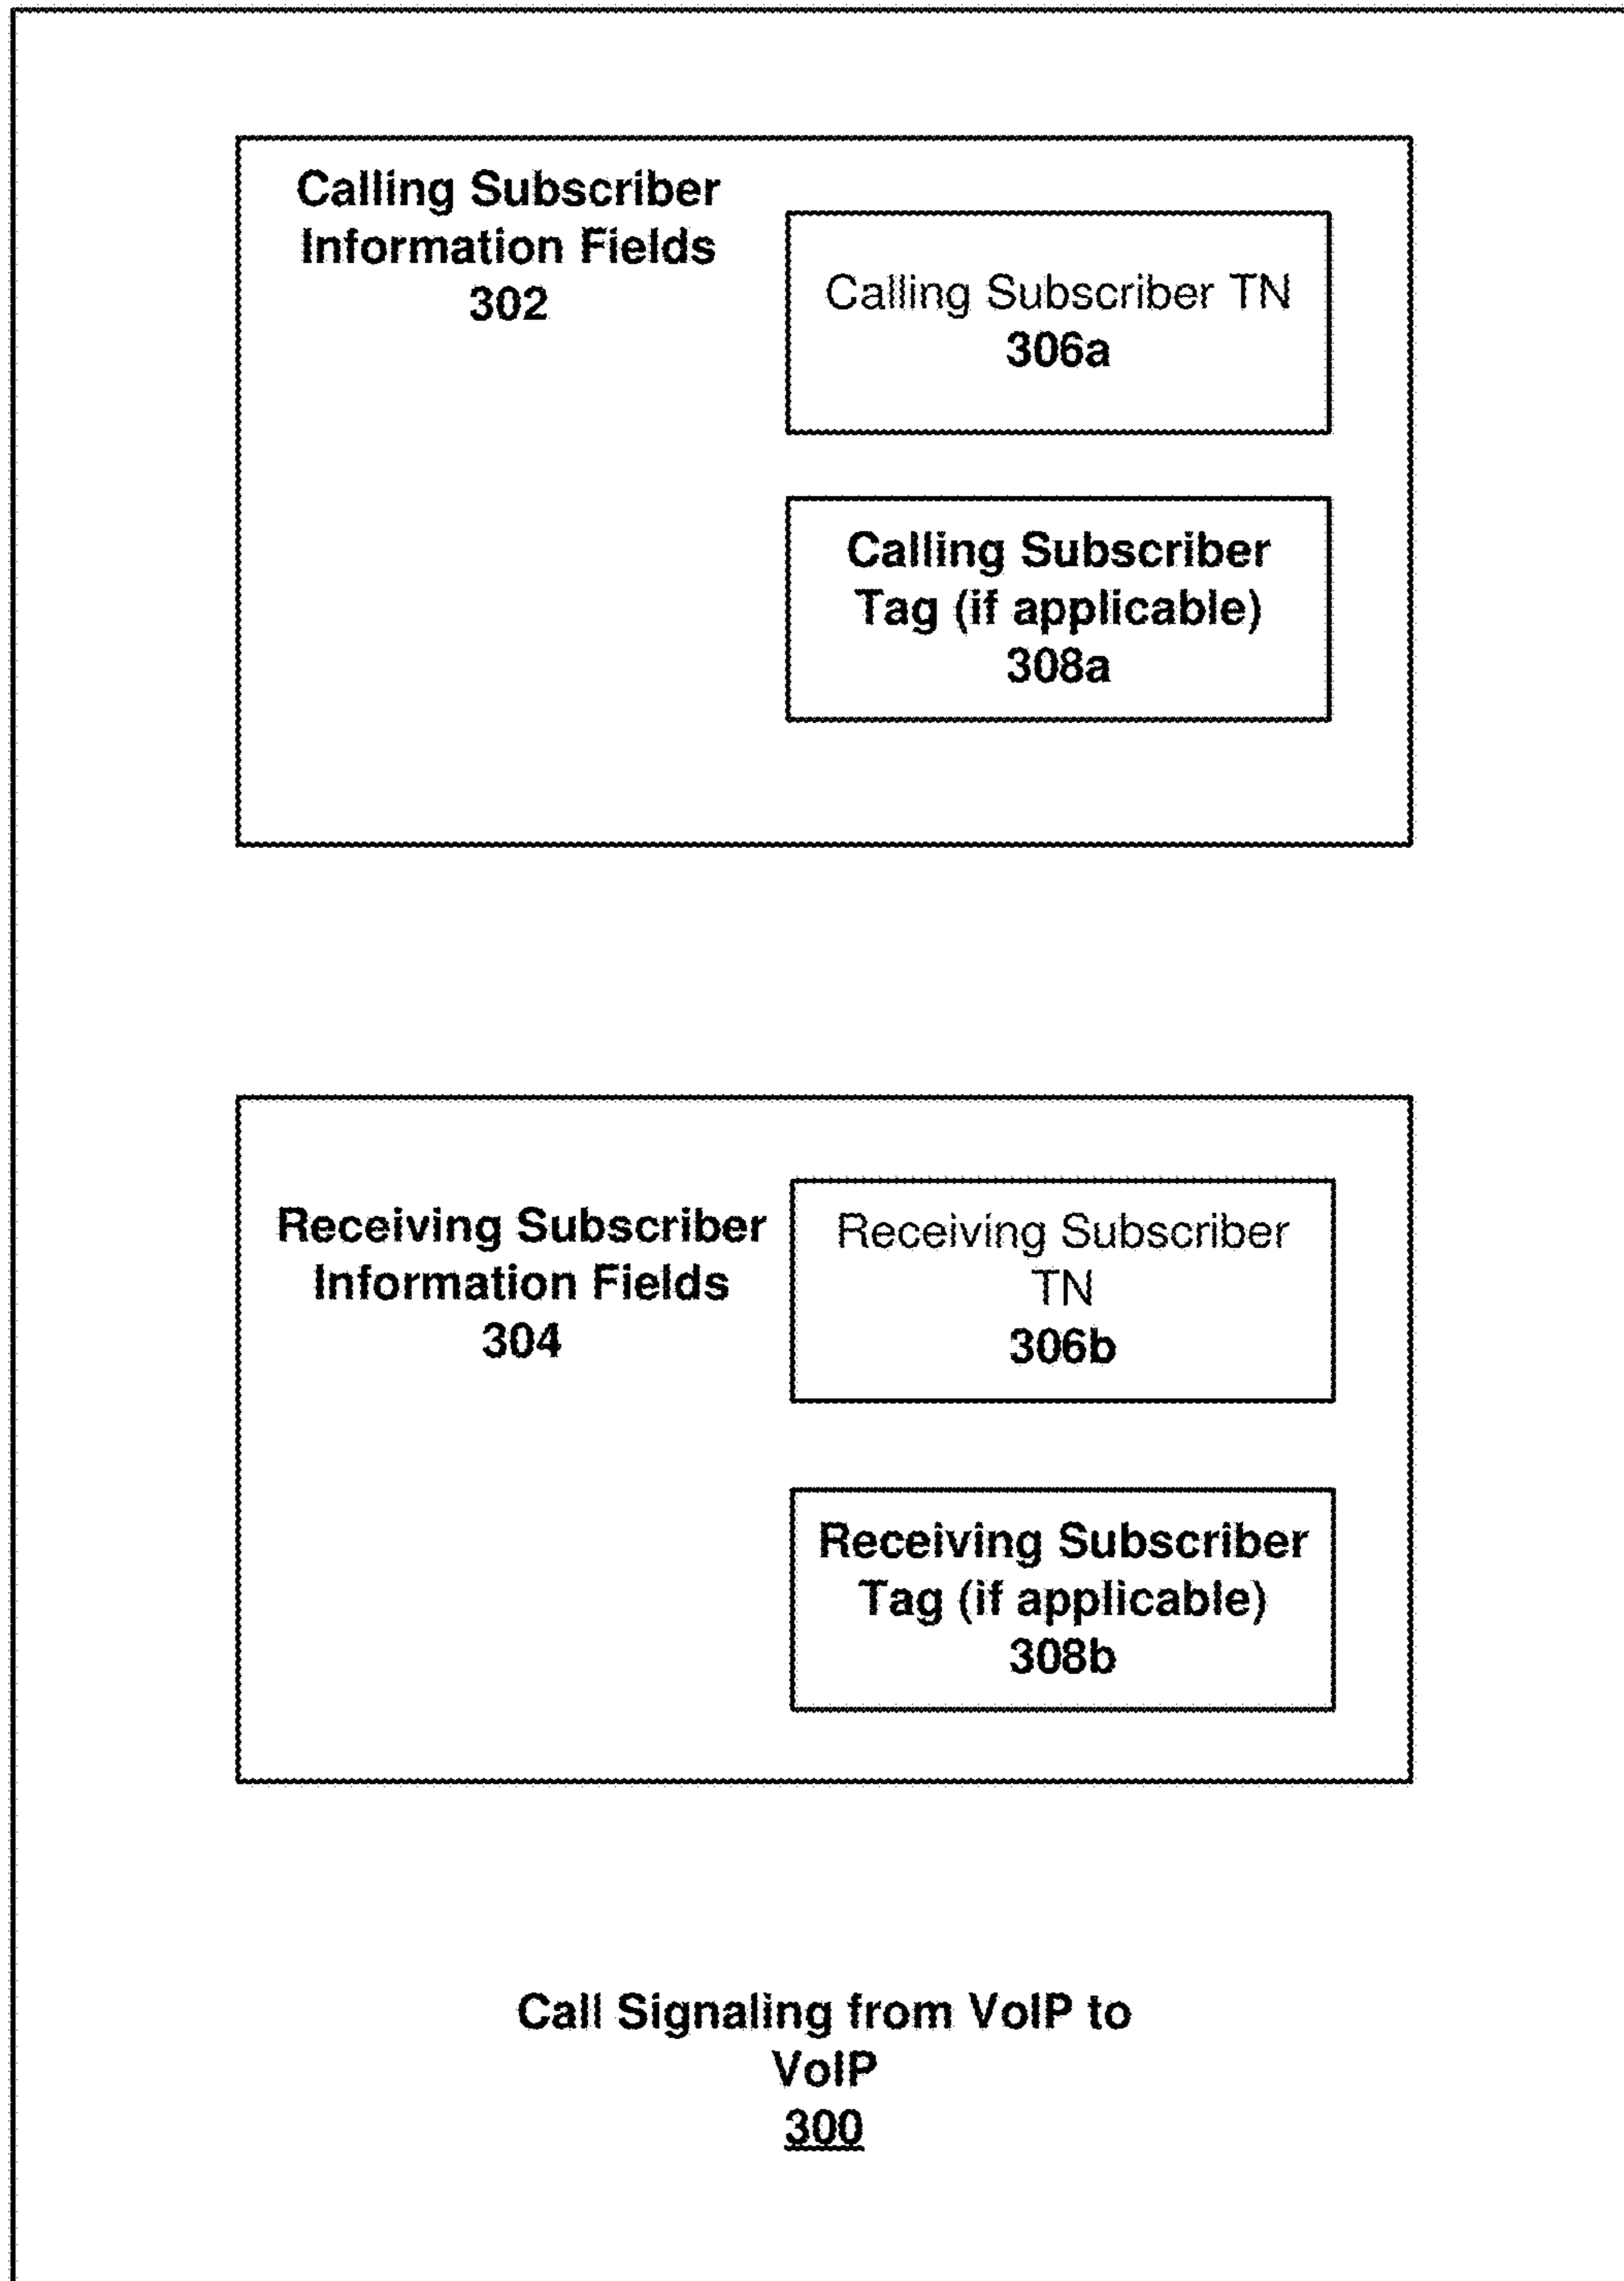 Calling Subscriber
Information Fields
302
Calling Subscriber TN
306a
Calling Subscriber
Tag (if applicable)
308a
Receiving Subscriber
Information Fields
304
Receiving Subscriber
TN
306b
Receiving Subscriber
Tag (if applicable)
308b
Call Signaling from VoIP to
VoIP
300